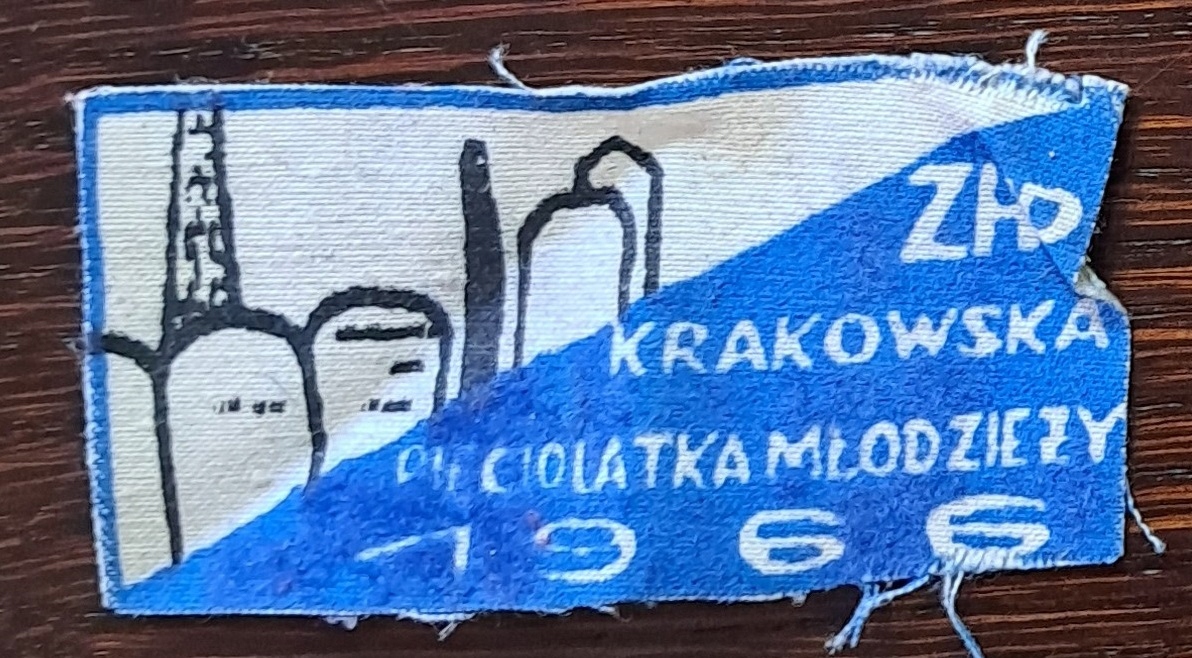 ZHP
KRAKOWSKA
PIĘCIOLATKA MŁODZIEŻY
1966